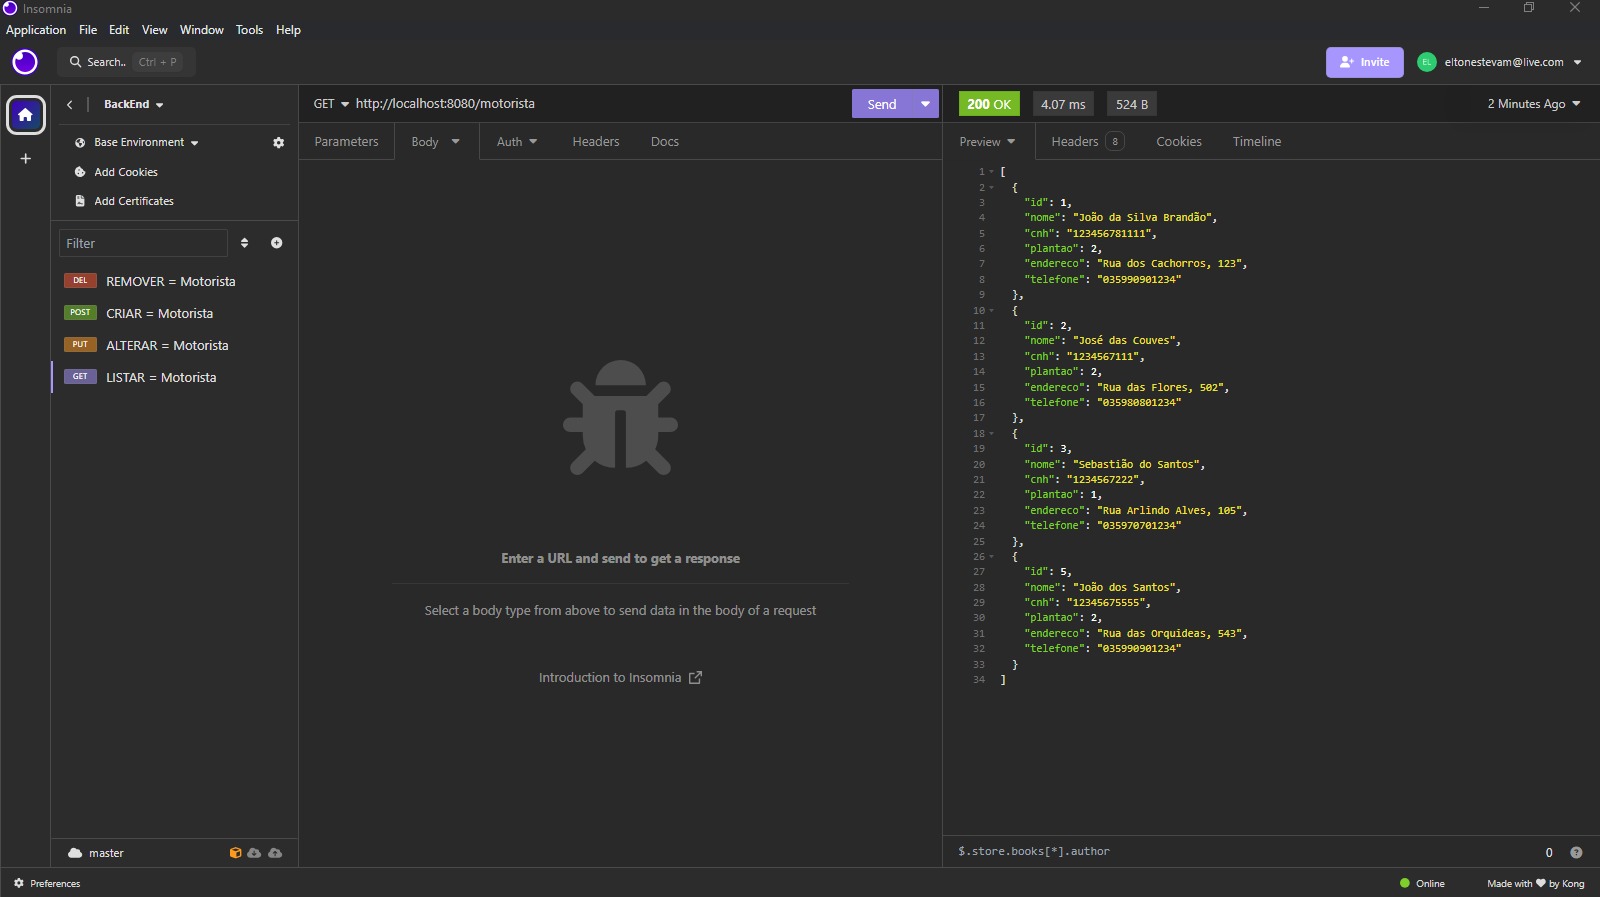 Insomnia
Application File Edit View Window Tools Help
Search.. Ctrl + P
Invite
EL eltonestevam@live.com
BackEnd
GET http://localhost:8080/motorista
Send
200 OK 4.07 ms 524 B 2 Minutes Ago
Base Environment
Add Cookies
Add Certificates
Parameters Body Auth Headers Docs
Preview Headers 8 Cookies Timeline
Filter
DEL REMOVER = Motorista
POST CRIAR = Motorista
PUT ALTERAR = Motorista
GET LISTAR = Motorista
Enter a URL and send to get a response
Select a body type from above to send data in the body of a request
Introduction to Insomnia
1 [
2 {
3 "id": 1,
4 "nome": "João da Silva Brandão",
5 "cnh": "123456781111",
6 "plantao": 2,
7 "endereco": "Rua dos Cachorros, 123",
8 "telefone": "035990901234"
9 },
10 {
11 "id": 2,
12 "nome": "José das Couves",
13 "cnh": "1234567111",
14 "plantao": 2,
15 "endereco": "Rua das Flores, 502",
16 "telefone": "035980801234"
17 },
18 {
19 "id": 3,
20 "nome": "Sebastião do Santos",
21 "cnh": "1234567222",
22 "plantao": 1,
23 "endereco": "Rua Arlindo Alves, 105",
24 "telefone": "035970701234"
25 },
26 {
27 "id": 5,
28 "nome": "João dos Santos",
29 "cnh": "12345675555",
30 "plantao": 2,
31 "endereco": "Rua das Orquideas, 543",
32 "telefone": "035990901234"
33 }
34 ]
master
$.store.books[*].author 0
Preferences
Online
Made with ♥ by Kong